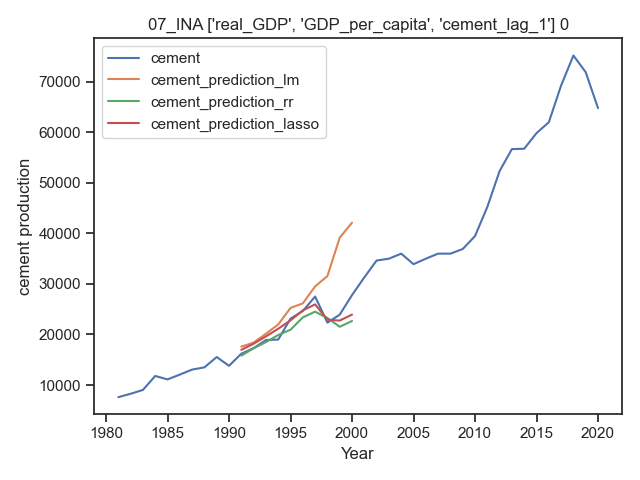 07_INA ['real_GDP', 'GDP_per_capita', 'cement_lag_1'] 0
cement
cement_prediction_lm
cement_prediction_rr
cement_prediction_lasso
70000
60000
50000
40000
30000
20000
10000
cement production
1980 1985 1990 1995 2000 2005 2010 2015 2020
Year